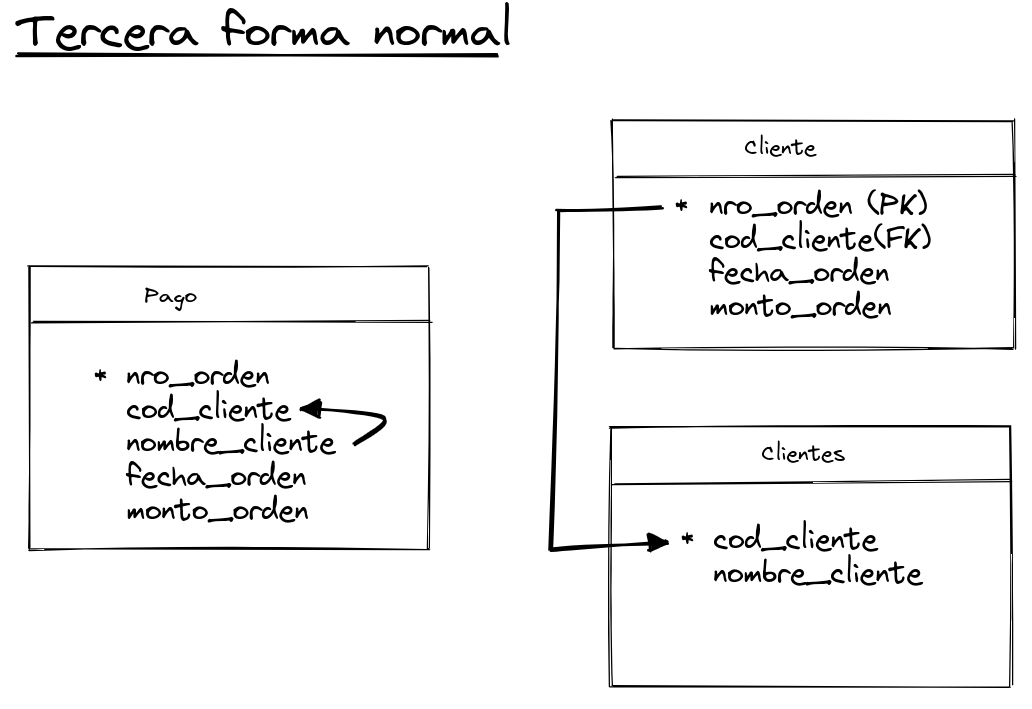 Tercera forma normal
Pago
* nro_orden
cod_cliente
nombre_cliente
fecha_orden
monto_orden
Cliente
* nro_orden (PK)
cod_cliente(FK)
fecha_orden
monto_orden
Clientes
* cod_cliente
nombre_cliente